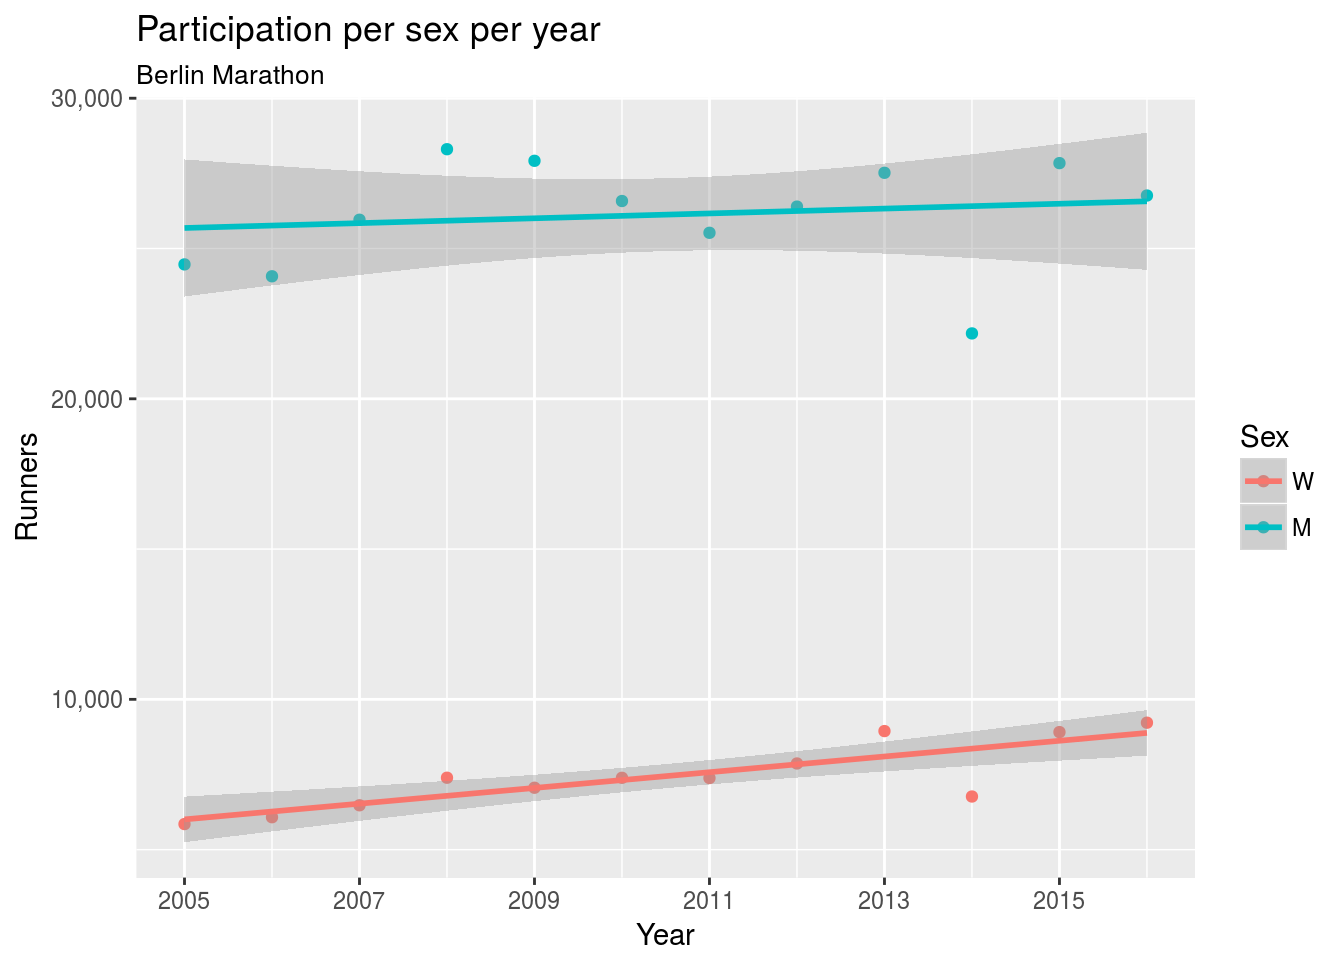 Participation per sex per year
Berlin Marathon
30,000
20,000
10,000
Runners
2005 2007 2009 2011 2013 2015
Year
Sex
W
M